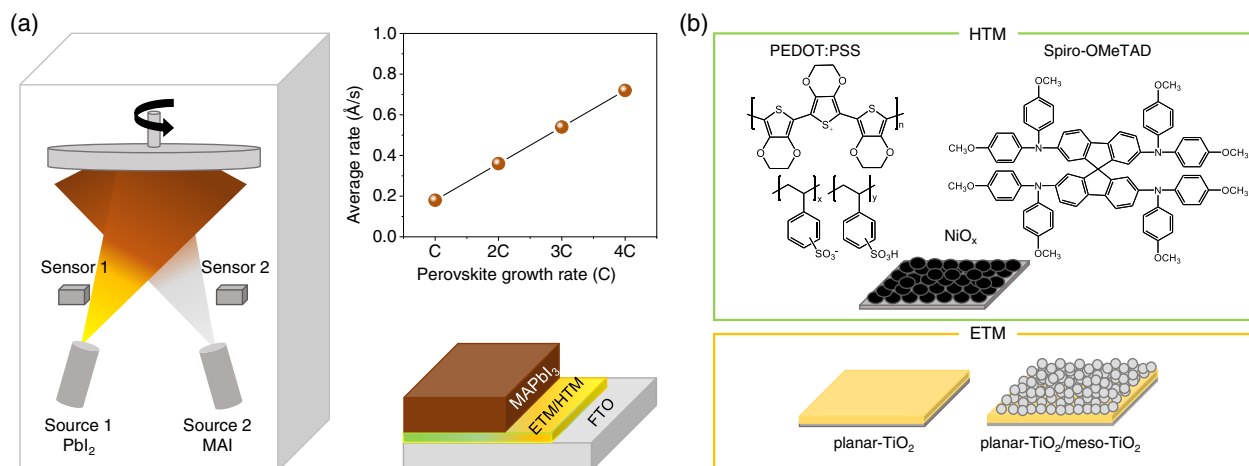 (a)
Sensor 1
Sensor 2
Source 1
PbI₂
Source 2
MAI
Average rate (Å/s)
1.0
0.8
0.6
0.4
0.2
0.0
C
2C
3C
4C
Perovskite growth rate (C)
MAPbI₃
ETM/HTM
FTO
(b)
HTM
PEDOT:PSS
Spiro-OMeTAD
O
O
S
S
n
S+
O
O
O
O
x
y
SO₃⁻
SO₃H
OCH₃
OCH₃
CH₃O
N
N
OCH₃
CH₃O
N
N
OCH₃
OCH₃
OCH₃
NiOₓ
ETM
planar-TiO₂
planar-TiO₂/meso-TiO₂